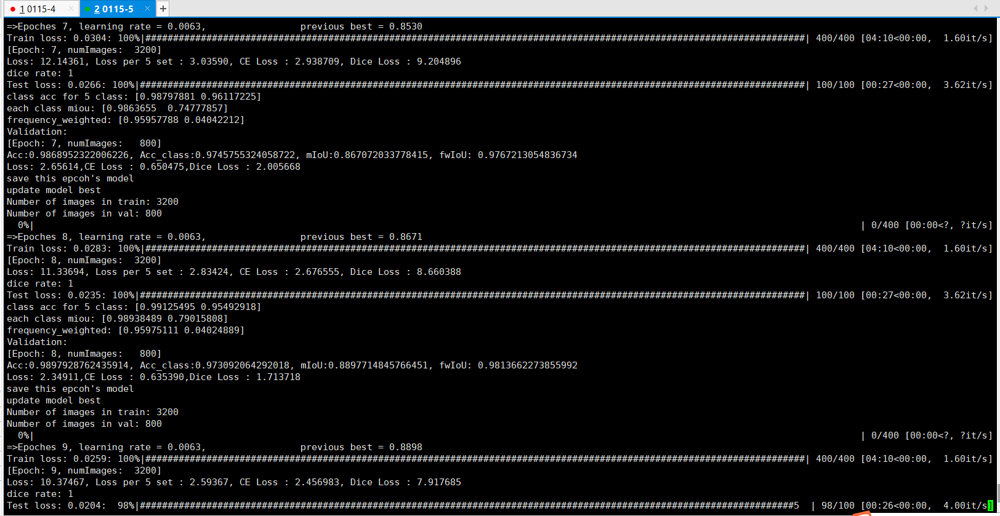 1 0115-4 × 2 0115-5 × +
=>Epoches 7, learning rate = 0.0063, previous best = 0.8530
Train loss: 0.0304: 100%|########################################################################################################################| 400/400 [04:10<00:00, 1.60it/s]
[Epoch: 7, numImages: 3200]
Loss: 12.14361, Loss per 5 set : 3.03590, CE Loss : 2.938709, Dice Loss : 9.204896
dice rate: 1
Test loss: 0.0266: 100%|#########################################################################################################################| 100/100 [00:27<00:00, 3.62it/s]
class acc for 5 class: [0.98797881 0.96117225]
each class miou: [0.9863655 0.74777857]
frequency_weighted: [0.95957788 0.04042212]
Validation:
[Epoch: 7, numImages: 800]
Acc:0.9868952322006226, Acc_class:0.9745755324058722, mIoU:0.867072033778415, fwIoU: 0.9767213054836734
Loss: 2.65614,CE Loss : 0.650475,Dice Loss : 2.005668
save this epcoh's model
update model best
Number of images in train: 3200
Number of images in val: 800
0%| | 0/400 [00:00<?, ?it/s]
=>Epoches 8, learning rate = 0.0063, previous best = 0.8671
Train loss: 0.0283: 100%|########################################################################################################################| 400/400 [04:10<00:00, 1.60it/s]
[Epoch: 8, numImages: 3200]
Loss: 11.33694, Loss per 5 set : 2.83424, CE Loss : 2.676555, Dice Loss : 8.660388
dice rate: 1
Test loss: 0.0235: 100%|#########################################################################################################################| 100/100 [00:27<00:00, 3.62it/s]
class acc for 5 class: [0.99125495 0.95492918]
each class miou: [0.98938489 0.79015808]
frequency_weighted: [0.95975111 0.04024889]
Validation:
[Epoch: 8, numImages: 800]
Acc:0.9897928762435914, Acc_class:0.973092064292018, mIoU:0.8897714845766451, fwIoU: 0.9813662273855992
Loss: 2.34911,CE Loss : 0.635390,Dice Loss : 1.713718
save this epcoh's model
update model best
Number of images in train: 3200
Number of images in val: 800
0%| | 0/400 [00:00<?, ?it/s]
=>Epoches 9, learning rate = 0.0063, previous best = 0.8898
Train loss: 0.0259: 100%|########################################################################################################################| 400/400 [04:10<00:00, 1.60it/s]
[Epoch: 9, numImages: 3200]
Loss: 10.37467, Loss per 5 set : 2.59367, CE Loss : 2.456983, Dice Loss : 7.917685
dice rate: 1
Test loss: 0.0204: 98%|######################################################################################################################5 | 98/100 [00:26<00:00, 4.00it/s]